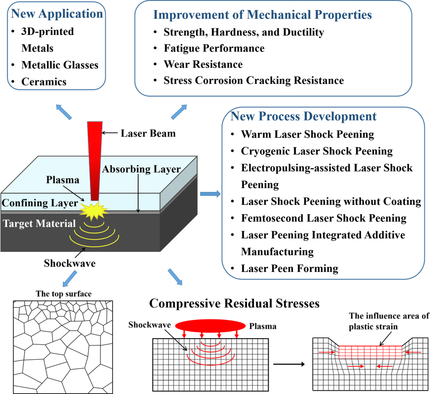 New Application
• 3D-printed
Metals
• Metallic Glasses
• Ceramics
Improvement of Mechanical Properties
• Strength, Hardness, and Ductility
• Fatigue Performance
• Wear Resistance
• Stress Corrosion Cracking Resistance
Laser Beam
Plasma
Absorbing Layer
Confining Layer
Target Material
Shockwave
New Process Development
• Warm Laser Shock Peening
• Cryogenic Laser Shock Peening
• Electropulsing-assisted Laser Shock
Peening
• Laser Shock Peening without Coating
• Femtosecond Laser Shock Peening
• Laser Peening Integrated Additive
Manufacturing
• Laser Peen Forming
The top surface
Compressive Residual Stresses
Shockwave
Plasma
The influence area of
plastic strain